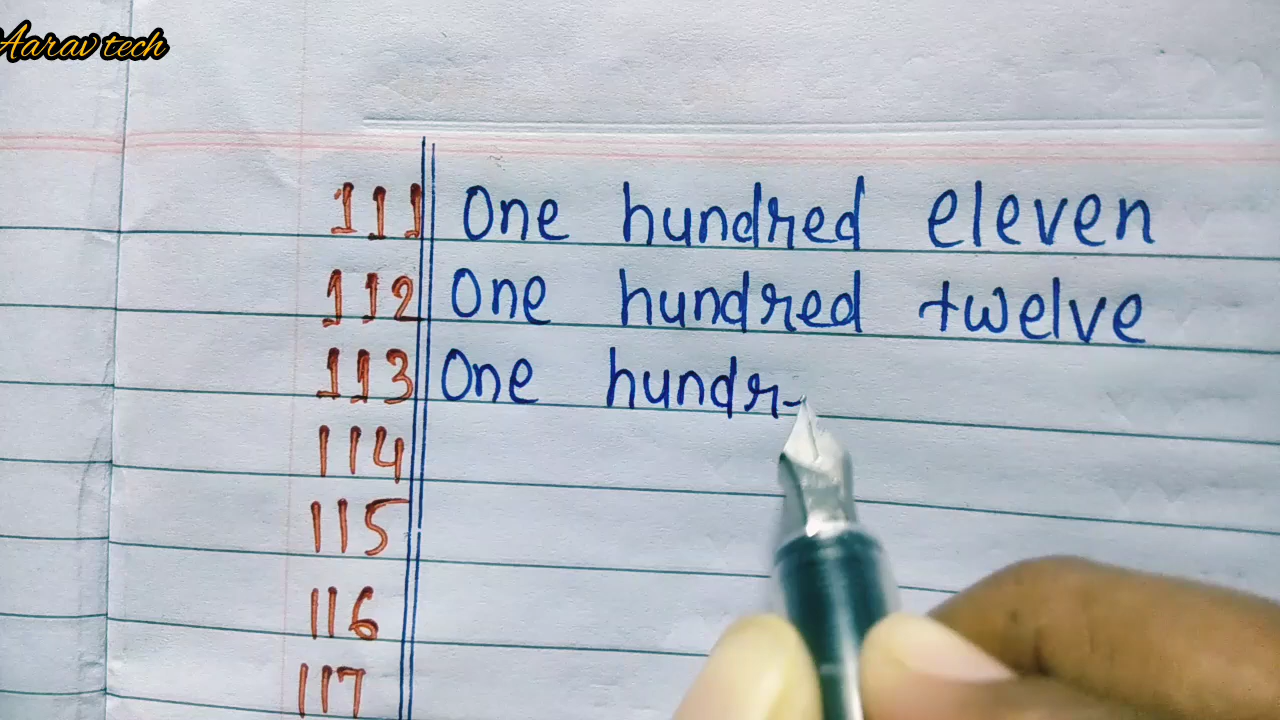 Aarav tech
111 One hundred eleven
112 One hundred twelve
113 One hundr
114
115
116
117